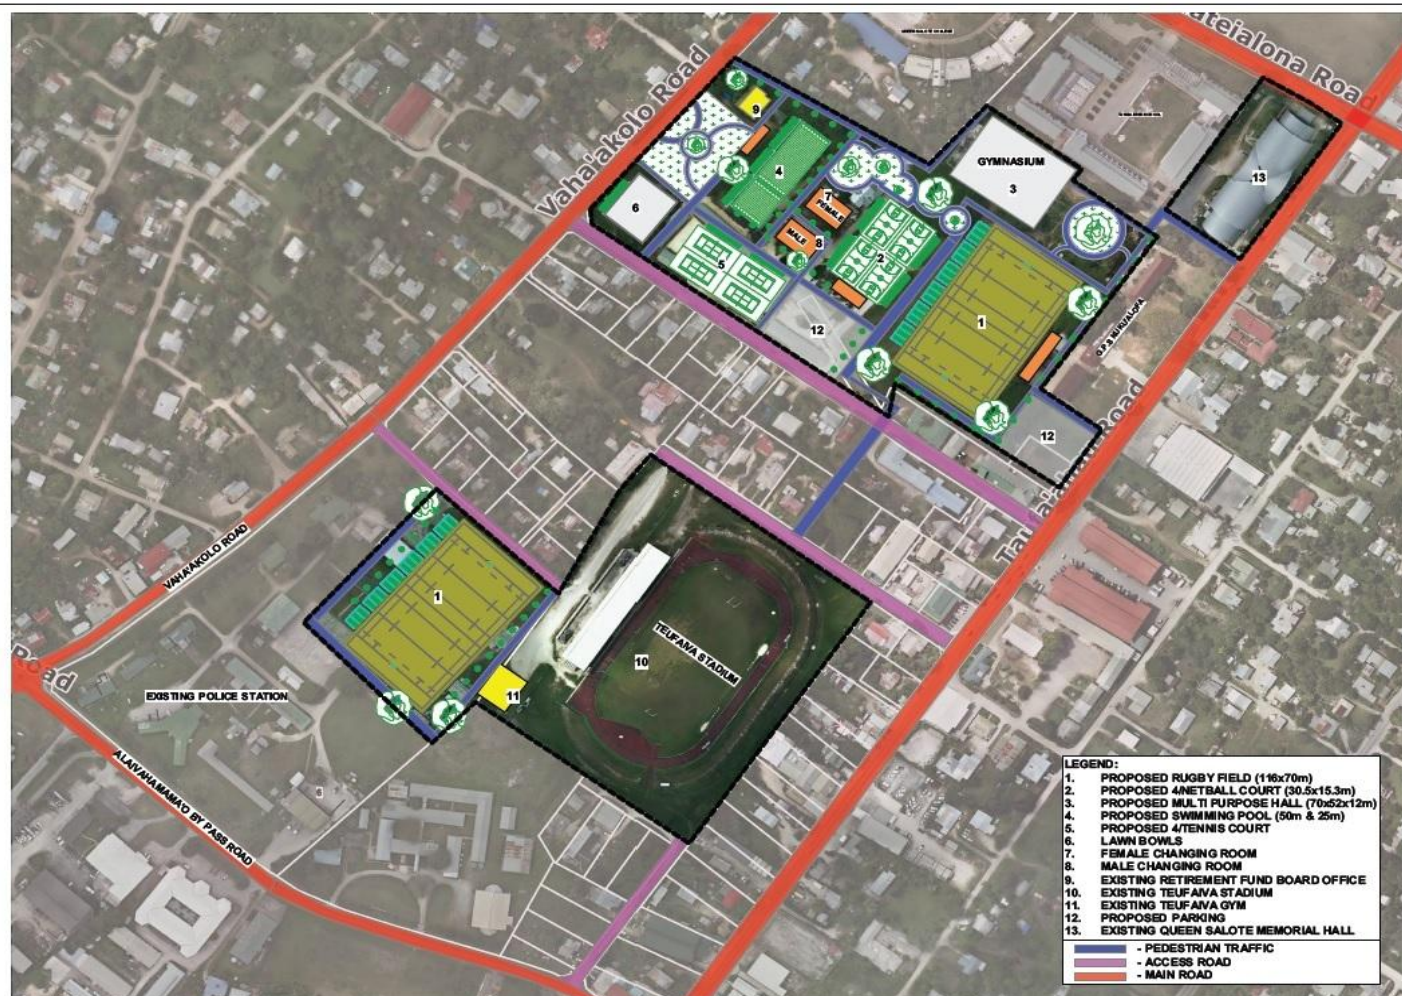 ateialona Road
Vaha'akolo Road
9
GYMNASIUM
3
4
13
7
FEMALE
6
MALE
8
2
5
1
12
G.P.S NUKU'ALOFA
12
Road
VAHA'AKOLO ROAD
1
TEUFAIVA STADIUM
10
Road
11
EXISTING POLICE STATION
ALAIVAHAMAMA'O BY PASS ROAD
LEGEND:
1. PROPOSED RUGBY FIELD (116x70m)
2. PROPOSED 4/NETBALL COURT (30.5x15.3m)
3. PROPOSED MULTI PURPOSE HALL (70x52x12m)
4. PROPOSED SWIMMING POOL (50m & 25m)
5. PROPOSED 4/TENNIS COURT
6. LAWN BOWLS
7. FEMALE CHANGING ROOM
8. MALE CHANGING ROOM
9. EXISTING RETIREMENT FUND BOARD OFFICE
10. EXISTING TEUFAIVA STADIUM
11. EXISTING TEUFAIVA GYM
12. PROPOSED PARKING
13. EXISTING QUEEN SALOTE MEMORIAL HALL
- PEDESTRIAN TRAFFIC
- ACCESS ROAD
- MAIN ROAD